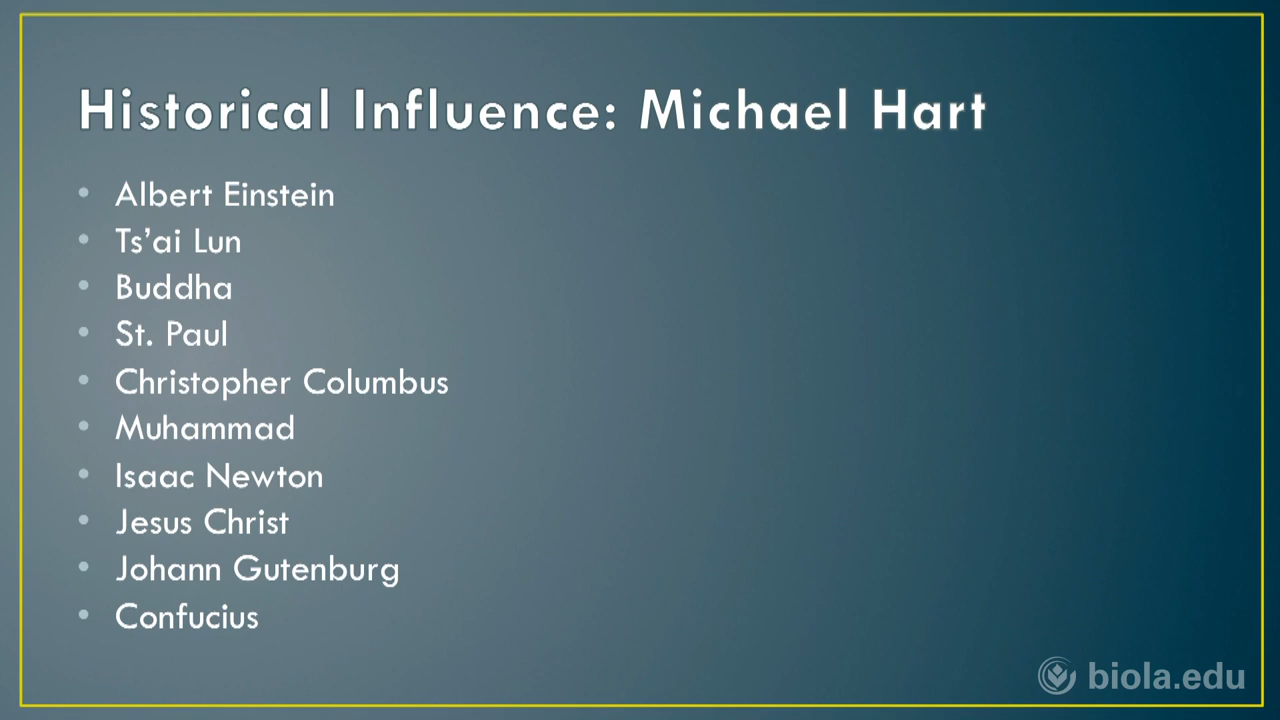 Historical Influence: Michael Hart
• Albert Einstein
• Ts’ai Lun
• Buddha
• St. Paul
• Christopher Columbus
• Muhammad
• Isaac Newton
• Jesus Christ
• Johann Gutenburg
• Confucius
biola.edu